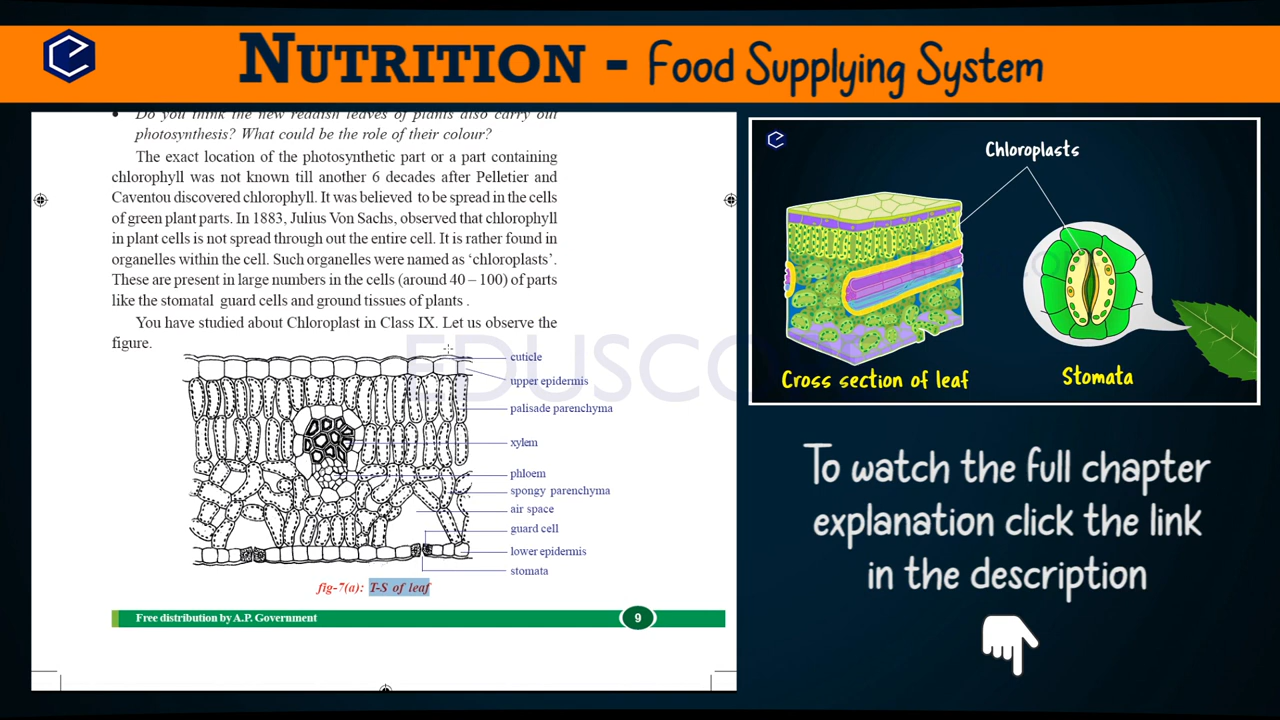 NUTRITION - Food Supplying System
• Do you think the new reddish leaves of plants also carry out
photosynthesis? What could be the role of their colour?
The exact location of the photosynthetic part or a part containing
chlorophyll was not known till another 6 decades after Pelletier and
Caventou discovered chlorophyll. It was believed to be spread in the cells
of green plant parts. In 1883, Julius Von Sachs, observed that chlorophyll
in plant cells is not spread through out the entire cell. It is rather found in
organelles within the cell. Such organelles were named as ‘chloroplasts’.
These are present in large numbers in the cells (around 40 – 100) of parts
like the stomatal guard cells and ground tissues of plants .
You have studied about Chloroplast in Class IX. Let us observe the
figure.
cuticle
upper epidermis
palisade parenchyma
xylem
phloem
spongy parenchyma
air space
guard cell
lower epidermis
stomata
fig-7(a): T-S of leaf
Free distribution by A.P. Government
9
Chloroplasts
Cross section of leaf
Stomata
To watch the full chapter
explanation click the link
in the description